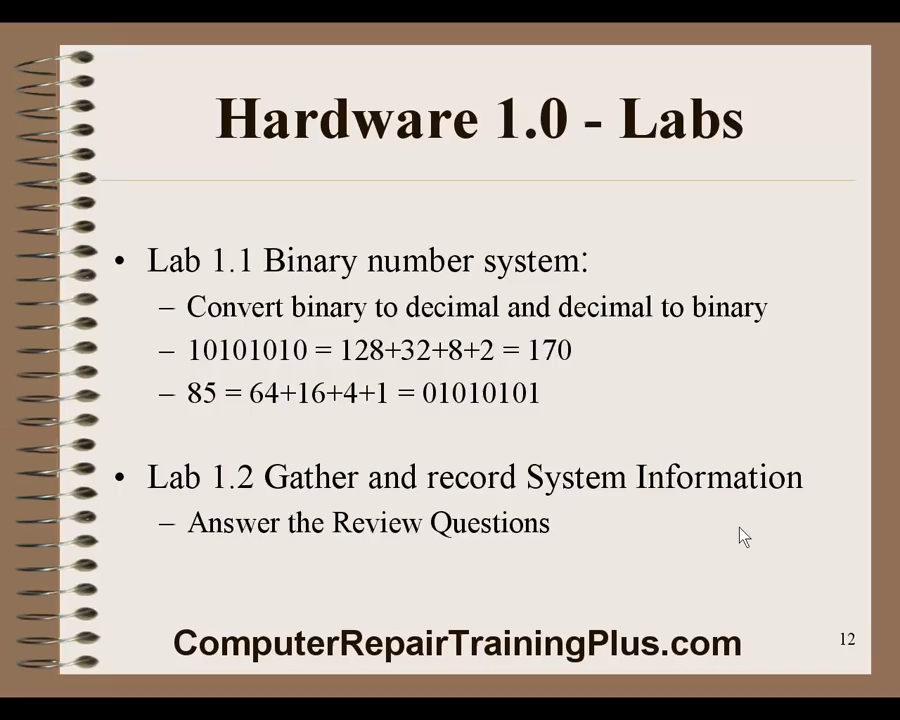 Hardware 1.0 - Labs
• Lab 1.1 Binary number system:
– Convert binary to decimal and decimal to binary
– 10101010 = 128+32+8+2 = 170
– 85 = 64+16+4+1 = 01010101
• Lab 1.2 Gather and record System Information
– Answer the Review Questions
ComputerRepairTrainingPlus.com
12